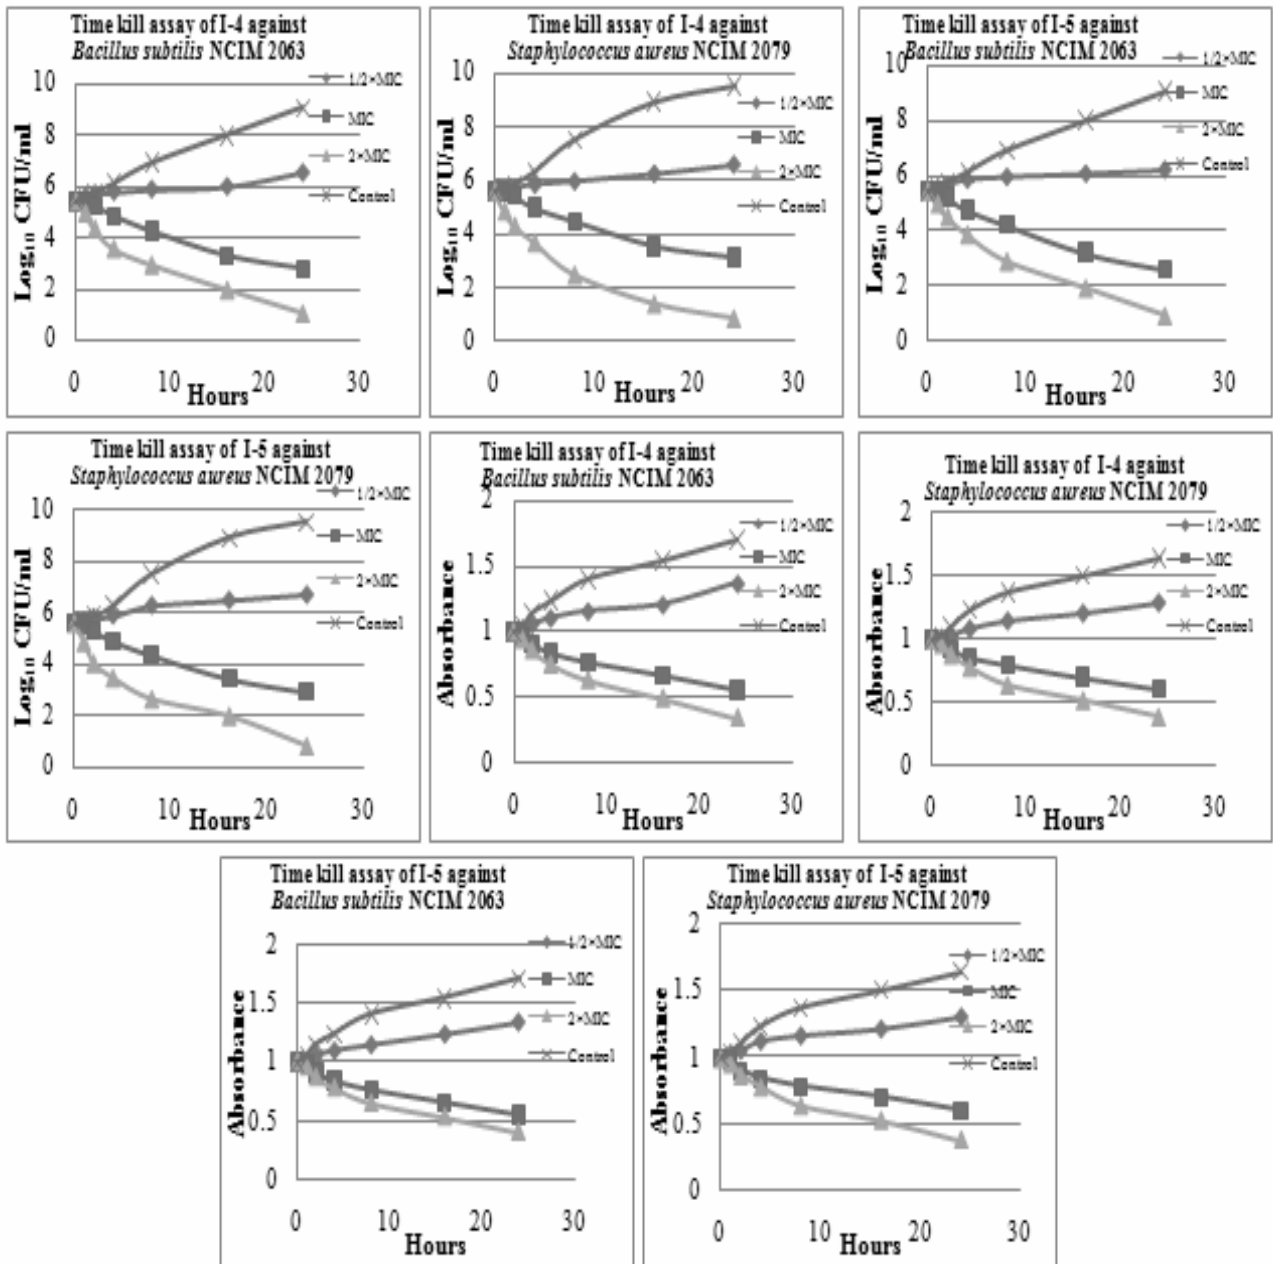 Time kill assay of I-4 against
Bacillus subtilis NCIM 2063
10
8
6
4
2
0
Log₁₀ CFU/ml
0 10 20 30
Hours
1/2×MIC
MIC
2×MIC
Control
Time kill assay of I-4 against
Staphylococcus aureus NCIM 2079
10
8
6
4
2
0
Log₁₀ CFU/ml
0 10 20 30
Hours
1/2×MIC
MIC
2×MIC
Control
Time kill assay of I-5 against
Bacillus subtilis NCIM 2063
10
8
6
4
2
0
Log₁₀ CFU/ml
0 10 20 30
Hours
1/2×MIC
MIC
2×MIC
Control
Time kill assay of I-5 against
Staphylococcus aureus NCIM 2079
10
8
6
4
2
0
Log₁₀ CFU/ml
0 10 20 30
Hours
1/2×MIC
MIC
2×MIC
Control
Time kill assay of I-4 against
Bacillus subtilis NCIM 2063
2
1.5
1
0.5
0
Absorbance
0 10 20 30
Hours
1/2×MIC
MIC
2×MIC
Control
Time kill assay of I-4 against
Staphylococcus aureus NCIM 2079
2
1.5
1
0.5
0
Absorbance
0 10 20 30
Hours
1/2×MIC
MIC
2×MIC
Control
Time kill assay of I-5 against
Bacillus subtilis NCIM 2063
2
1.5
1
0.5
0
Absorbance
0 10 20 30
Hours
1/2×MIC
MIC
2×MIC
Control
Time kill assay of I-5 against
Staphylococcus aureus NCIM 2079
2
1.5
1
0.5
0
Absorbance
0 10 20 30
Hours
1/2×MIC
MIC
2×MIC
Control